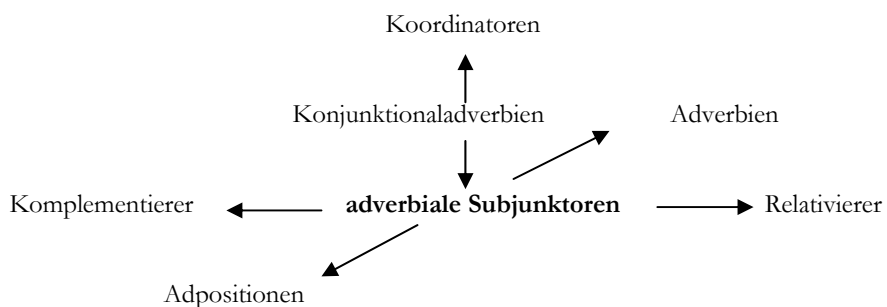 Koordinatoren
Konjunktionaladverbien Adverbien
Komplementierer adverbiale Subjunktoren Relativierer
Adpositionen